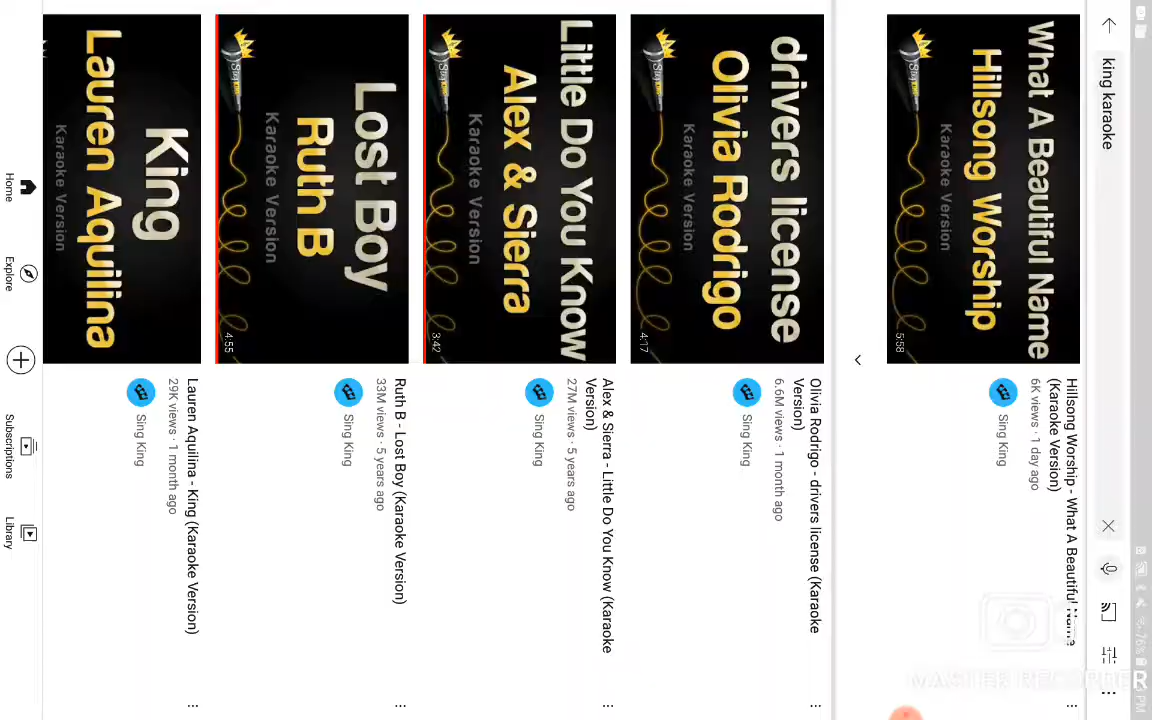 king karaoke
What A Beautiful Name
Hillsong Worship
Karaoke Version
5:58
Hillsong Worship - What A Beautiful Name
(Karaoke Version)
6K views · 1 day ago
Sing King
drivers license
Olivia Rodrigo
Karaoke Version
4:17
Olivia Rodrigo - drivers license (Karaoke
Version)
6.6M views · 1 month ago
Sing King
Little Do You Know
Alex & Sierra
Karaoke Version
3:42
Alex & Sierra - Little Do You Know (Karaoke
Version)
27M views · 5 years ago
Sing King
Lost Boy
Ruth B
Karaoke Version
4:55
Ruth B - Lost Boy (Karaoke Version)
33M views · 5 years ago
Sing King
King
Lauren Aquilina
Karaoke Version
Lauren Aquilina - King (Karaoke Version)
29K views · 1 month ago
Sing King
Home
Explore
Subscriptions
Library
76%
PM
MASTER RECORDER